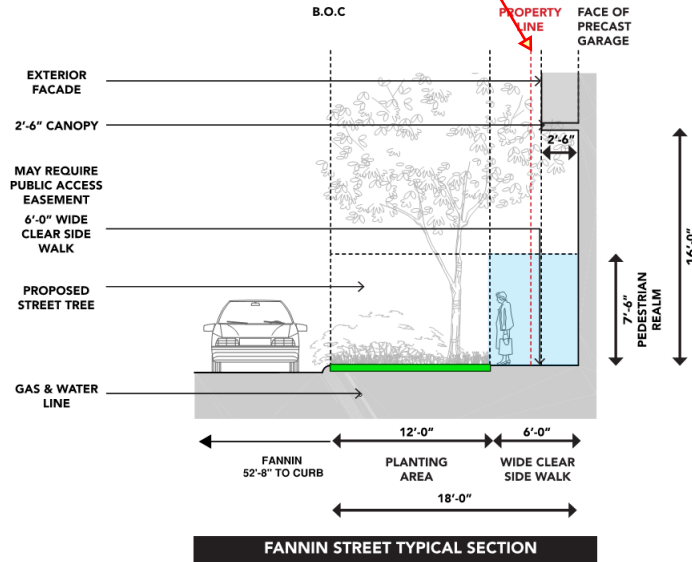 B.O.C
PROPERTY
LINE
FACE OF
PRECAST
GARAGE
EXTERIOR
FACADE
2'-6" CANOPY
2'-6"
MAY REQUIRE
PUBLIC ACCESS
EASEMENT
6'-0" WIDE
CLEAR SIDE
WALK
16'-0"
PROPOSED
STREET TREE
7'-6"
PEDESTRIAN
REALM
GAS & WATER
LINE
12'-0"
6'-0"
FANNIN
52'-8" TO CURB
PLANTING
AREA
WIDE CLEAR
SIDE WALK
18'-0"
FANNIN STREET TYPICAL SECTION